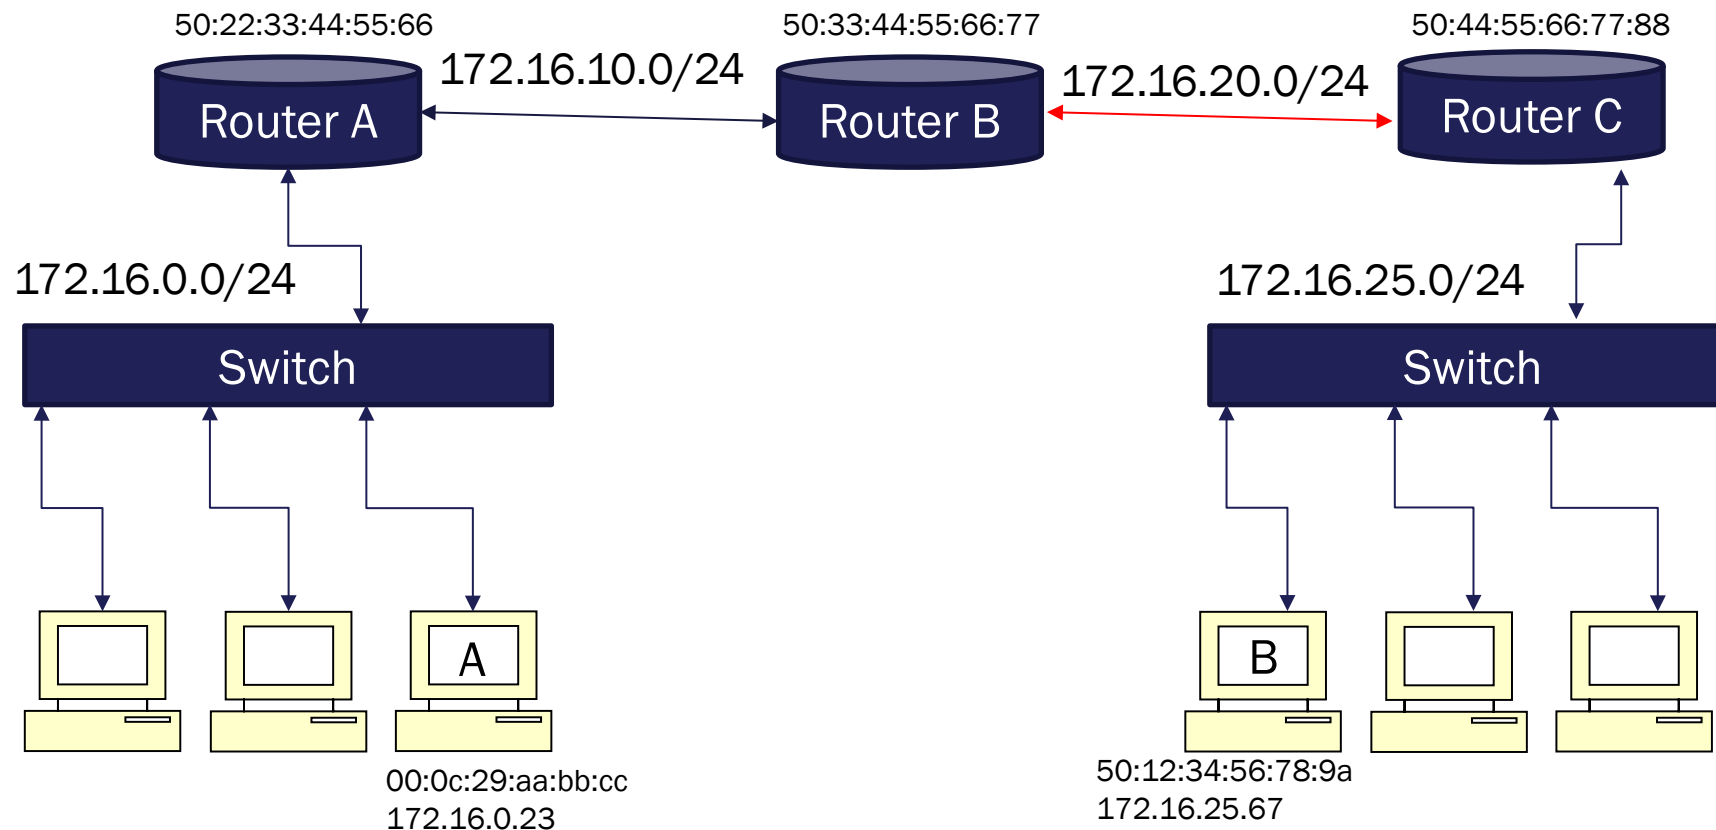 50:22:33:44:55:66
50:33:44:55:66:77
50:44:55:66:77:88
172.16.10.0/24
172.16.20.0/24
Router A
Router B
Router C
172.16.0.0/24
172.16.25.0/24
Switch
Switch
A
B
00:0c:29:aa:bb:cc
172.16.0.23
50:12:34:56:78:9a
172.16.25.67